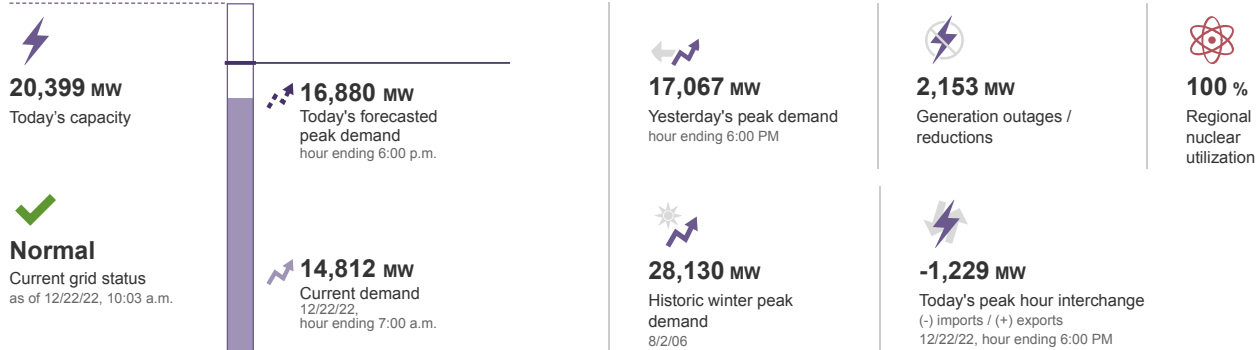 20,399 MW
Today's capacity
Normal
Current grid status
as of 12/22/22, 10:03 a.m.
16,880 MW
Today's forecasted
peak demand
hour ending 6:00 p.m.
14,812 MW
Current demand
12/22/22,
hour ending 7:00 a.m.
17,067 MW
Yesterday's peak demand
hour ending 6:00 PM
2,153 MW
Generation outages /
reductions
100 %
Regional
nuclear
utilization
28,130 MW
Historic winter peak
demand
8/2/06
-1,229 MW
Today's peak hour interchange
(-) imports / (+) exports
12/22/22, hour ending 6:00 PM